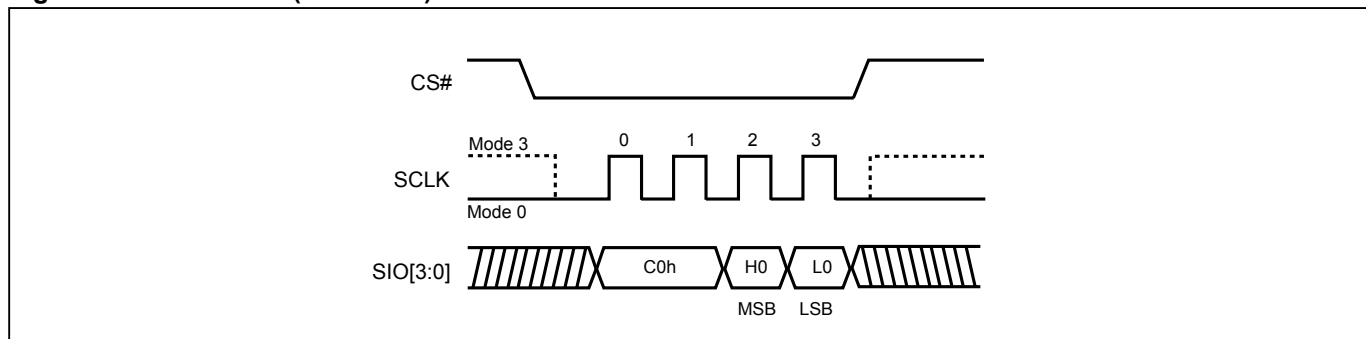 CS#
Mode 3
0 1 2 3
SCLK
Mode 0
SIO[3:0]
C0h H0 L0
MSB LSB